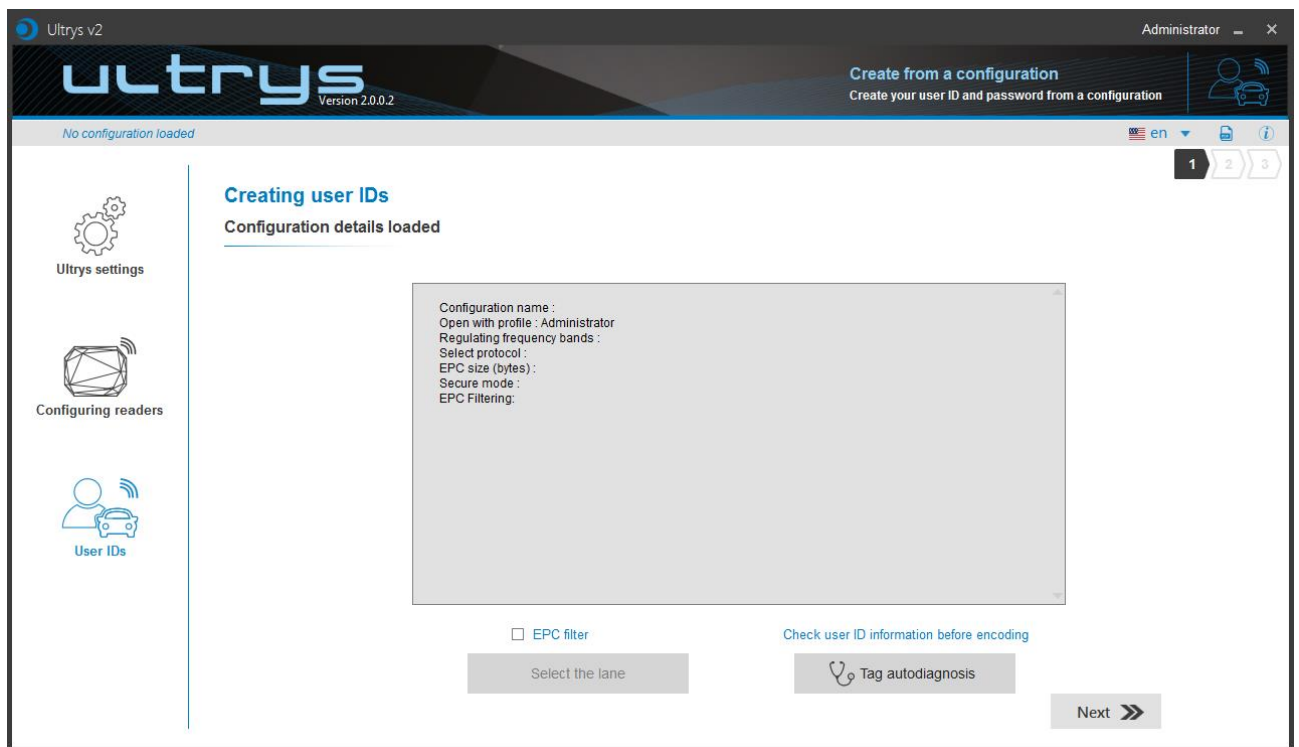 Ultrys v2
Administrator
ultrys
Version 2.0.0.2
Create from a configuration
Create your user ID and password from a configuration
No configuration loaded
en
1 2 3
Creating user IDs
Configuration details loaded
Ultrys settings
Configuring readers
User IDs
Configuration name :
Open with profile : Administrator
Regulating frequency bands :
Select protocol :
EPC size (bytes) :
Secure mode :
EPC Filtering:
EPC filter
Check user ID information before encoding
Select the lane
Tag autodiagnosis
Next